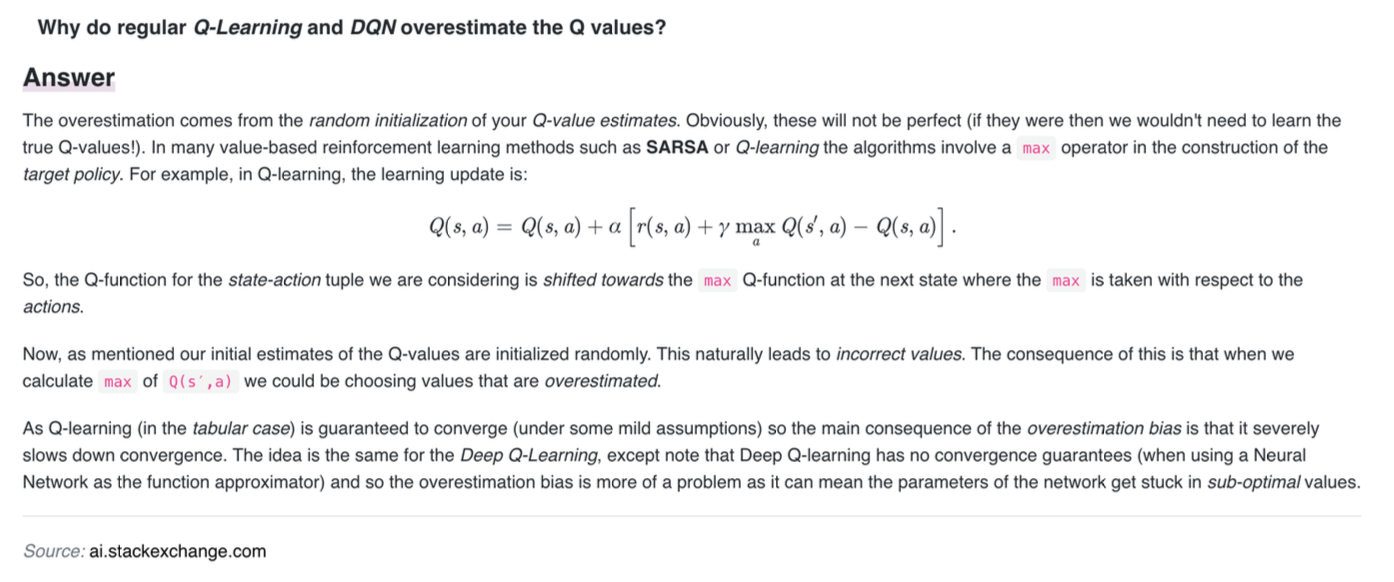 Why do regular Q-Learning and DQN overestimate the Q values?
Answer
The overestimation comes from the random initialization of your Q-value estimates. Obviously, these will not be perfect (if they were then we wouldn't need to learn the
true Q-values!). In many value-based reinforcement learning methods such as SARSA or Q-learning the algorithms involve a max operator in the construction of the
target policy. For example, in Q-learning, the learning update is:
Q(s, a) = Q(s, a) + α [r(s, a) + γ max_a Q(s′, a) − Q(s, a)] .
So, the Q-function for the state-action tuple we are considering is shifted towards the max Q-function at the next state where the max is taken with respect to the
actions.
Now, as mentioned our initial estimates of the Q-values are initialized randomly. This naturally leads to incorrect values. The consequence of this is that when we
calculate max of Q(s′,a) we could be choosing values that are overestimated.
As Q-learning (in the tabular case) is guaranteed to converge (under some mild assumptions) so the main consequence of the overestimation bias is that it severely
slows down convergence. The idea is the same for the Deep Q-Learning, except note that Deep Q-learning has no convergence guarantees (when using a Neural
Network as the function approximator) and so the overestimation bias is more of a problem as it can mean the parameters of the network get stuck in sub-optimal values.
Source: ai.stackexchange.com